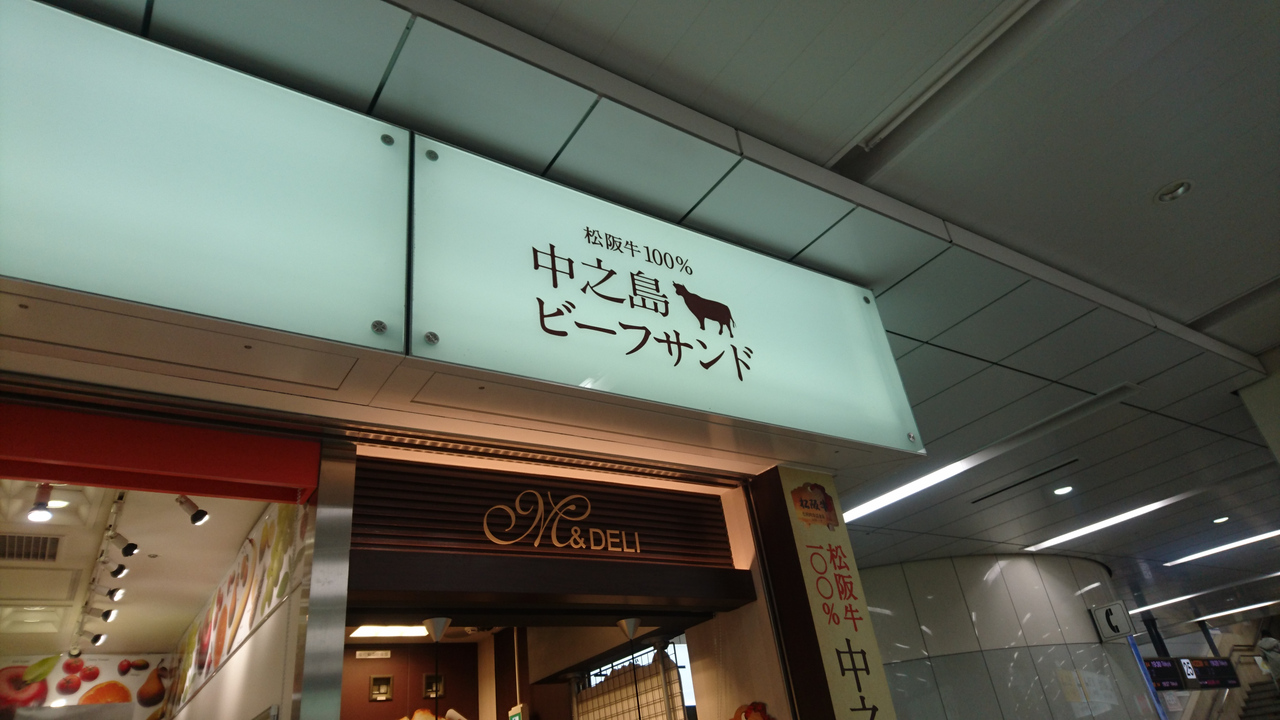 松阪牛100%
中之島
ビーフサンド
M & DELI
松阪牛
一〇〇%
中之
25